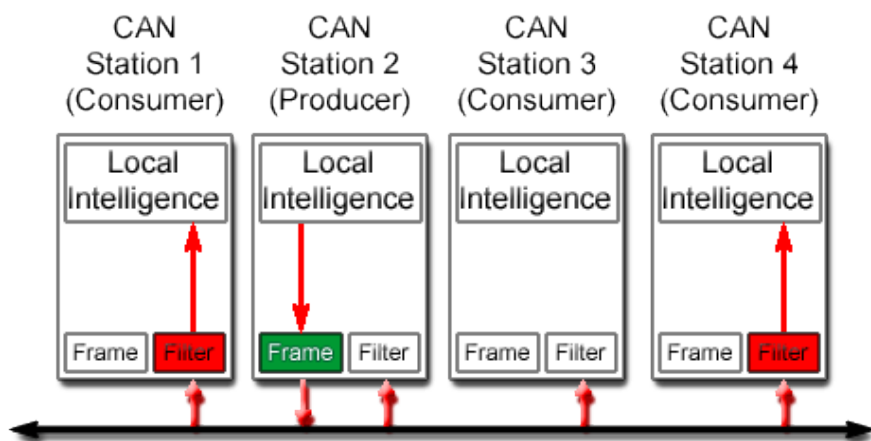 CAN
Station 1
(Consumer)
CAN
Station 2
(Producer)
CAN
Station 3
(Consumer)
CAN
Station 4
(Consumer)
Local
Intelligence
Local
Intelligence
Local
Intelligence
Local
Intelligence
Frame
Filter
Frame
Filter
Frame
Filter
Frame
Filter